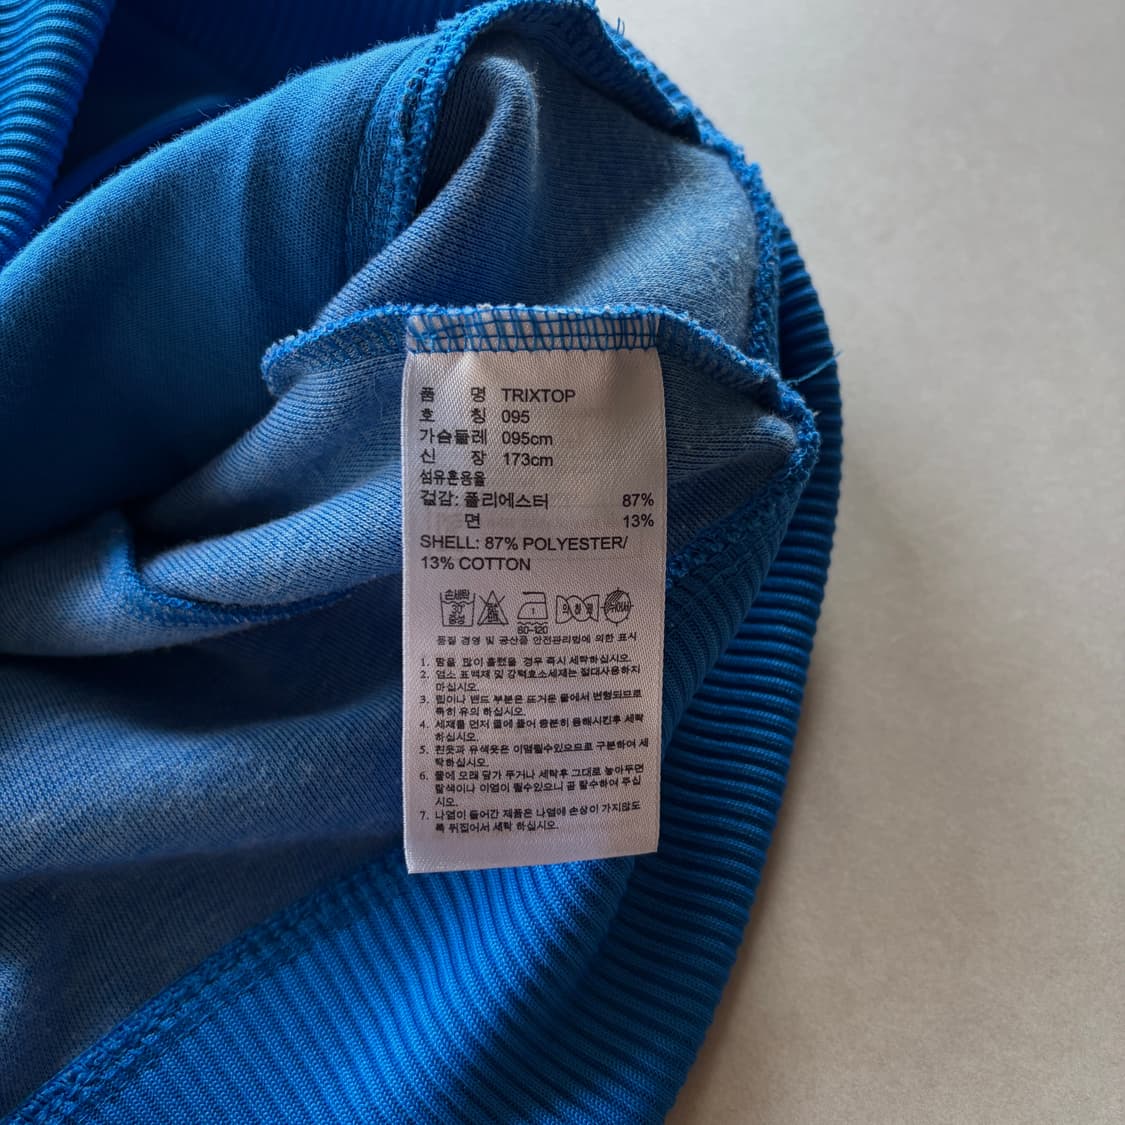 품 명 TRIXTOP
호 칭 095
가슴둘레 095cm
신 장 173cm
섬유혼용율
겉감: 폴리에스터 87%
면 13%
SHELL: 87% POLYESTER/
13% COTTON
손세탁
30 중성
1
60-120
품질 경영 및 공산품 안전관리법에 의한 표시
1. 땀을 많이 흘렸을 경우 즉시 세탁하십시오.
2. 염소 표백제 및 강력효소세제는 절대사용하지
마십시오.
3. 립이나 밴드 부분은 뜨거운 물에서 변형되므로
특히 유의 하십시오.
4. 세제를 먼저 물에 풀어 충분히 용해시킨후 세탁
하십시오.
5. 흰옷과 유색옷은 이염될수있으므로 구분하여 세
탁하십시오.
6. 물에 오래 담가 두거나 세탁후 그대로 놓아두면
탈색이나 이염이 될수있으니 곧 탈수하여 주십
시오.
7. 나염이 들어간 제품은 나염에 손상이 가지않도
록 뒤집어서 세탁 하십시오.